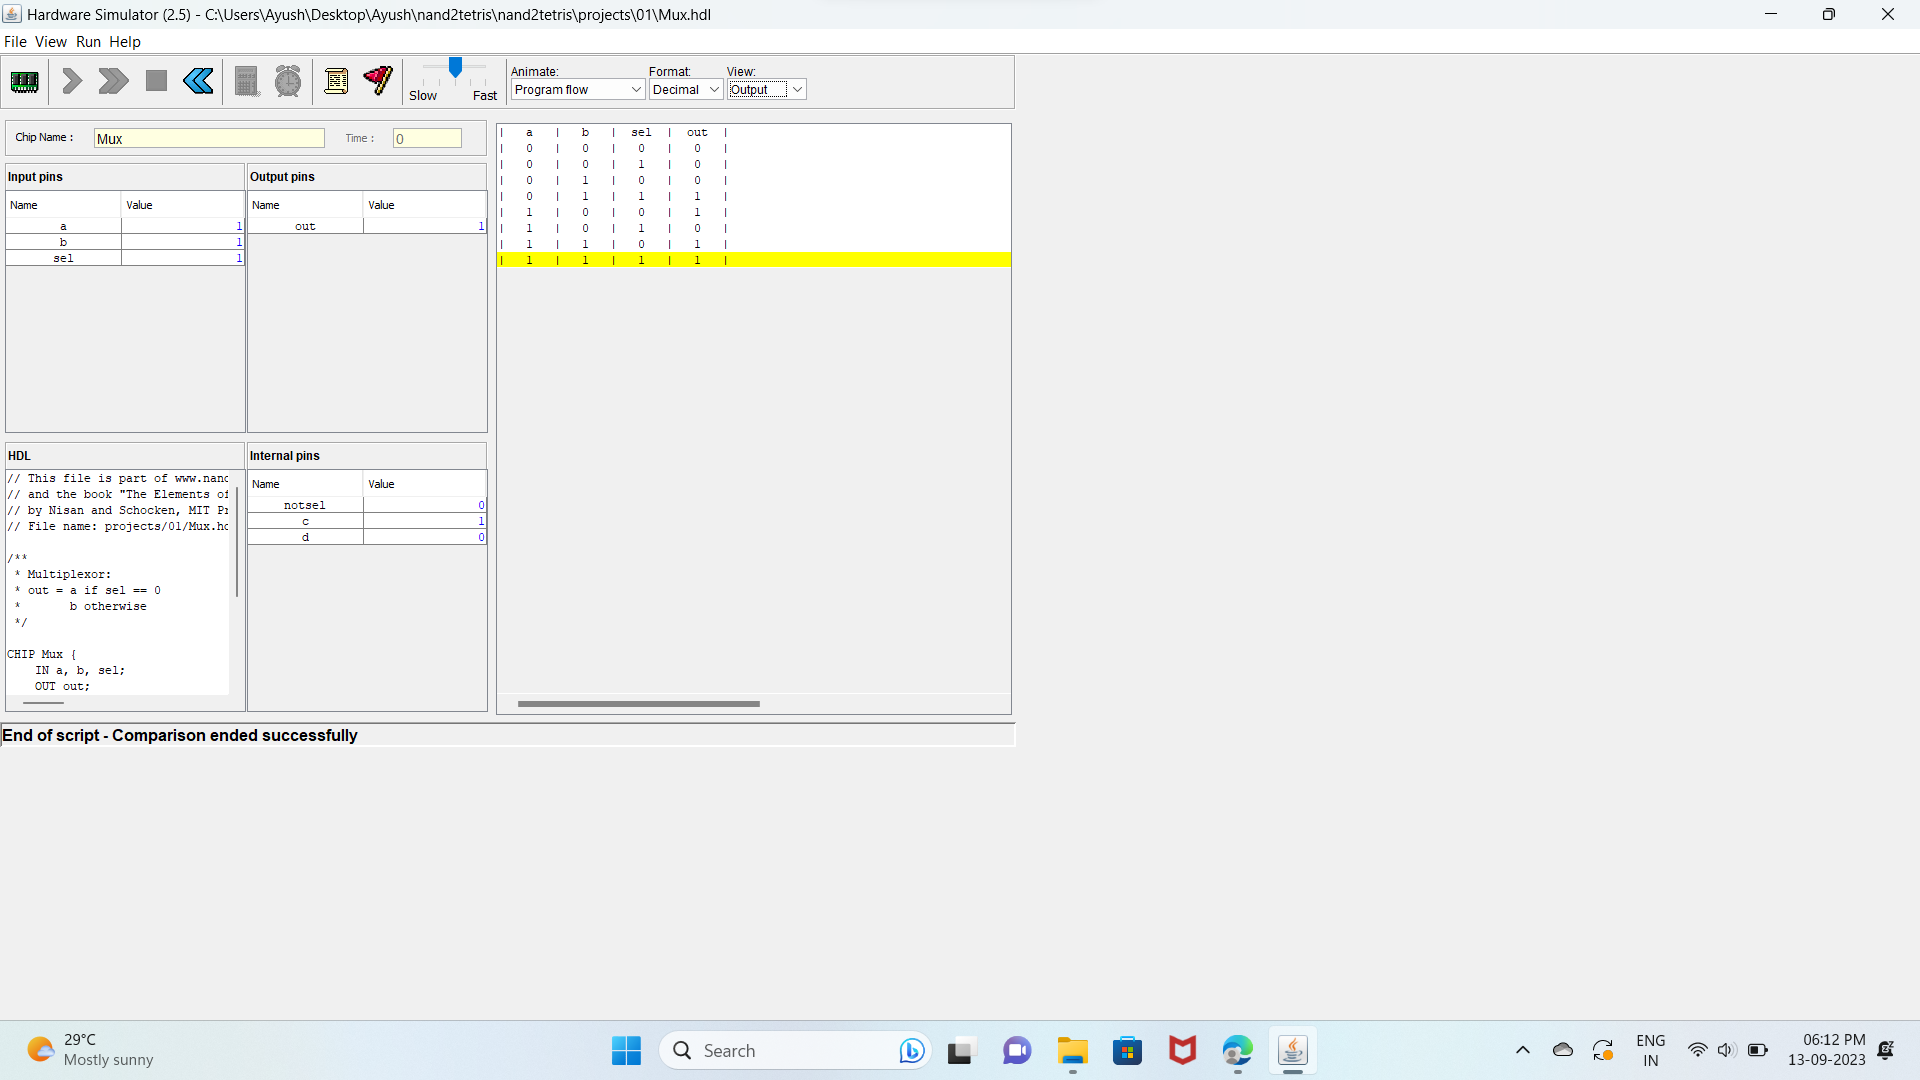 Hardware Simulator (2.5) - C:\Users\Ayush\Desktop\Ayush\nand2tetris\nand2tetris\projects\01\Mux.hdl
File View Run Help
Slow Fast
Animate: Format: View:
Program flow Decimal Output
Chip Name : Mux Time : 0
Input pins
Name Value
a 1
b 1
sel 1
Output pins
Name Value
out 1
| a | b | sel | out |
| 0 | 0 | 0 | 0 |
| 0 | 0 | 1 | 0 |
| 0 | 1 | 0 | 0 |
| 0 | 1 | 1 | 1 |
| 1 | 0 | 0 | 1 |
| 1 | 0 | 1 | 0 |
| 1 | 1 | 0 | 1 |
| 1 | 1 | 1 | 1 |
HDL
// This file is part of www.nand
// and the book "The Elements of
// by Nisan and Schocken, MIT Pr
// File name: projects/01/Mux.hd
/**
* Multiplexor:
* out = a if sel == 0
* b otherwise
*/
CHIP Mux {
IN a, b, sel;
OUT out;
Internal pins
Name Value
notsel 0
c 1
d 0
End of script - Comparison ended successfully
29°C
Mostly sunny
Search
ENG
IN
06:12 PM
13-09-2023